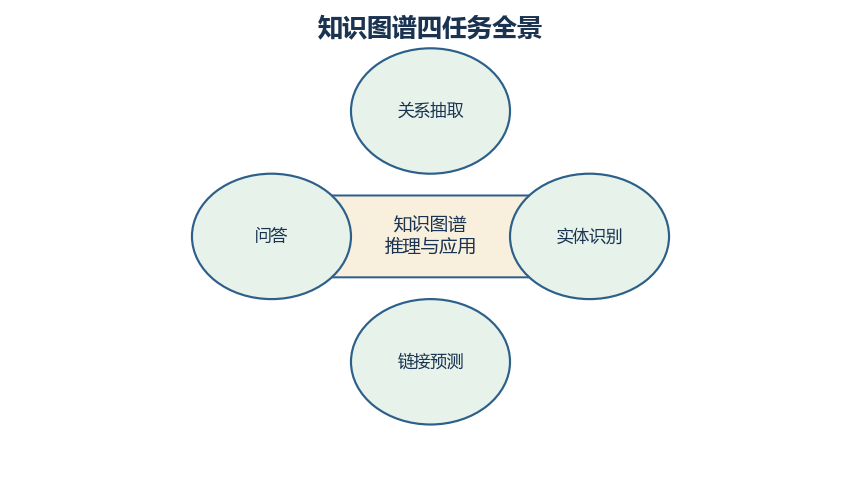 知识图谱四任务全景
关系抽取
问答
知识图谱
推理与应用
实体识别
链接预测